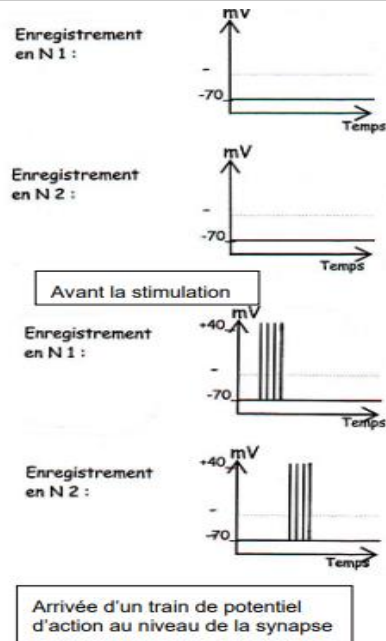 Enregistrement
en N 1 :
mV
-
-70
Temps
Enregistrement
en N 2 :
mV
-
-70
Temps
Avant la stimulation
Enregistrement
en N 1 :
mV
+40
-
-70
Temps
Enregistrement
en N 2 :
mV
+40
-
-70
Temps
Arrivée d'un train de potentiel
d'action au niveau de la synapse